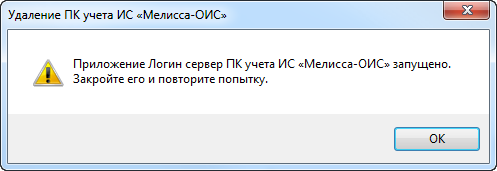 Удаление ПК учета ИС «Мелисса-ОИС»
Приложение Логин сервер ПК учета ИС «Мелисса-ОИС» запущено.
Закройте его и повторите попытку.
OK